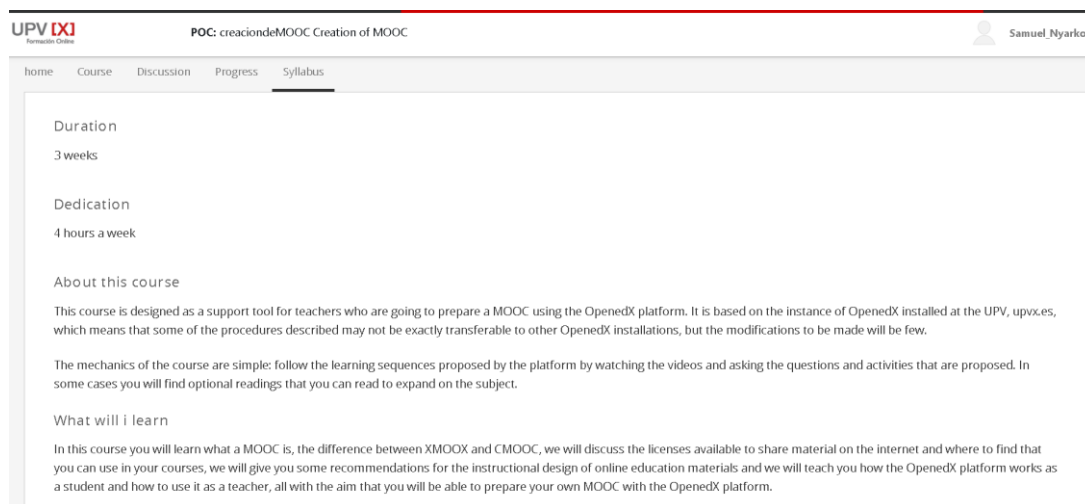 UPV [X]
Formación Online
POC: creaciondeMOOC Creation of MOOC
Samuel_Nyarko
home Course Discussion Progress Syllabus
Duration
3 weeks
Dedication
4 hours a week
About this course
This course is designed as a support tool for teachers who are going to prepare a MOOC using the OpenedX platform. It is based on the instance of OpenedX installed at the UPV, upvx.es,
which means that some of the procedures described may not be exactly transferable to other OpenedX installations, but the modifications to be made will be few.
The mechanics of the course are simple: follow the learning sequences proposed by the platform by watching the videos and asking the questions and activities that are proposed. In
some cases you will find optional readings that you can read to expand on the subject.
What will i learn
In this course you will learn what a MOOC is, the difference between XMOOX and CMOOC, we will discuss the licenses available to share material on the internet and where to find that
you can use in your courses, we will give you some recommendations for the instructional design of online education materials and we will teach you how the OpenedX platform works as
a student and how to use it as a teacher, all with the aim that you will be able to prepare your own MOOC with the OpenedX platform.